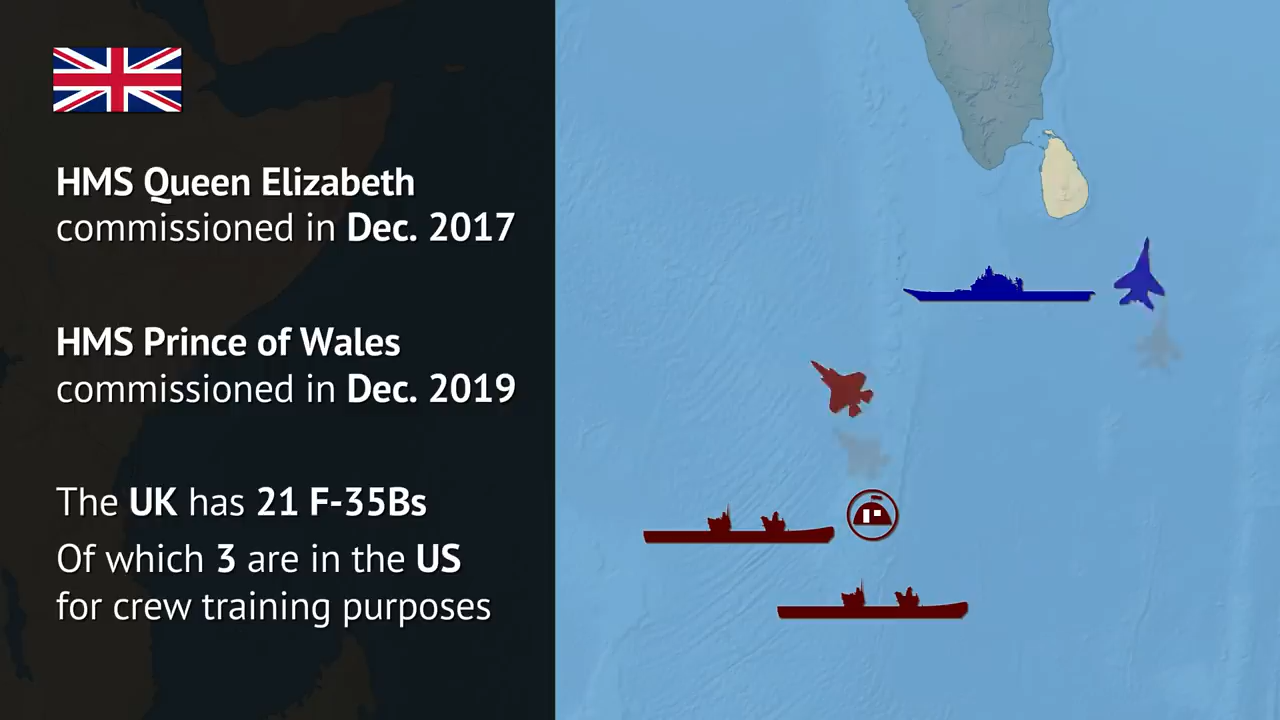 HMS Queen Elizabeth
commissioned in Dec. 2017
HMS Prince of Wales
commissioned in Dec. 2019
The UK has 21 F-35Bs
Of which 3 are in the US
for crew training purposes